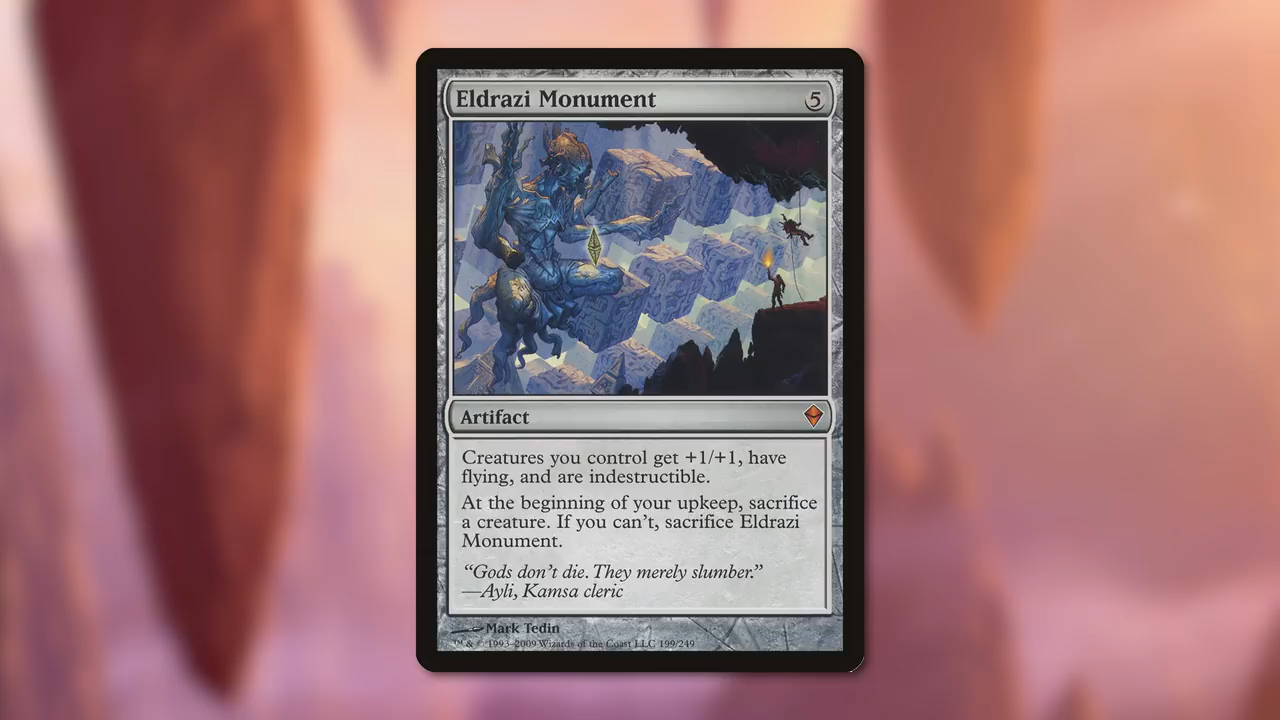 Eldrazi Monument 5
Artifact
Creatures you control get +1/+1, have
flying, and are indestructible.
At the beginning of your upkeep, sacrifice
a creature. If you can't, sacrifice Eldrazi
Monument.
“Gods don't die. They merely slumber.”
—Ayli, Kamsa cleric
Mark Tedin
™ & © 1993–2009 Wizards of the Coast LLC 199/249